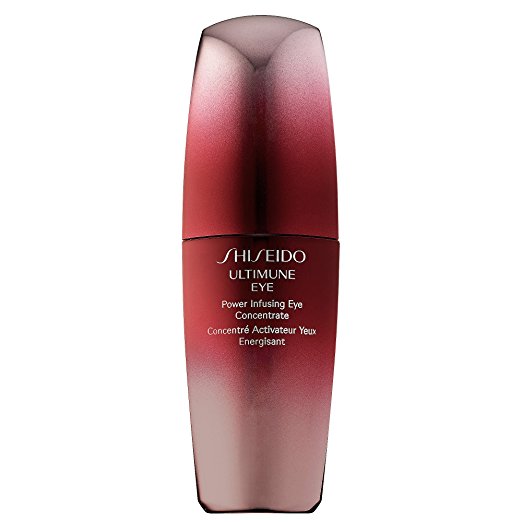 SHISEIDO
ULTIMUNE
EYE
Power Infusing Eye
Concentrate
Concentré Activateur Yeux
Energisant